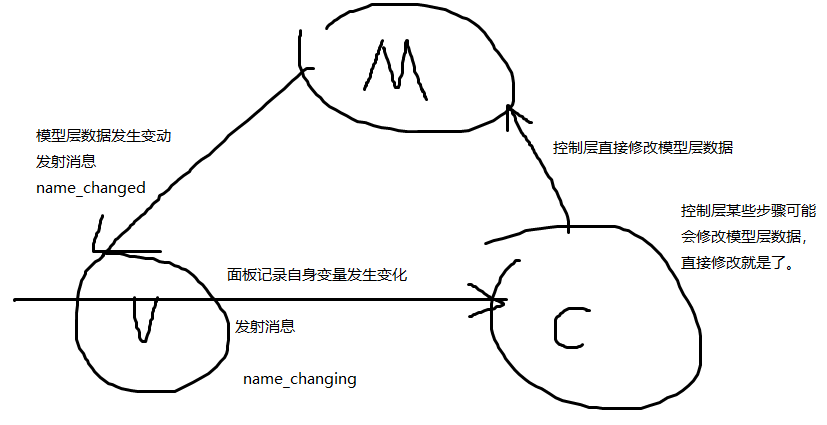 M
模型层数据发生变动
发射消息
name_changed
控制层直接修改模型层数据
控制层某些步骤可能
会修改模型层数据，
直接修改就是了。
面板记录自身变量发生变化
V
发射消息
C
name_changing